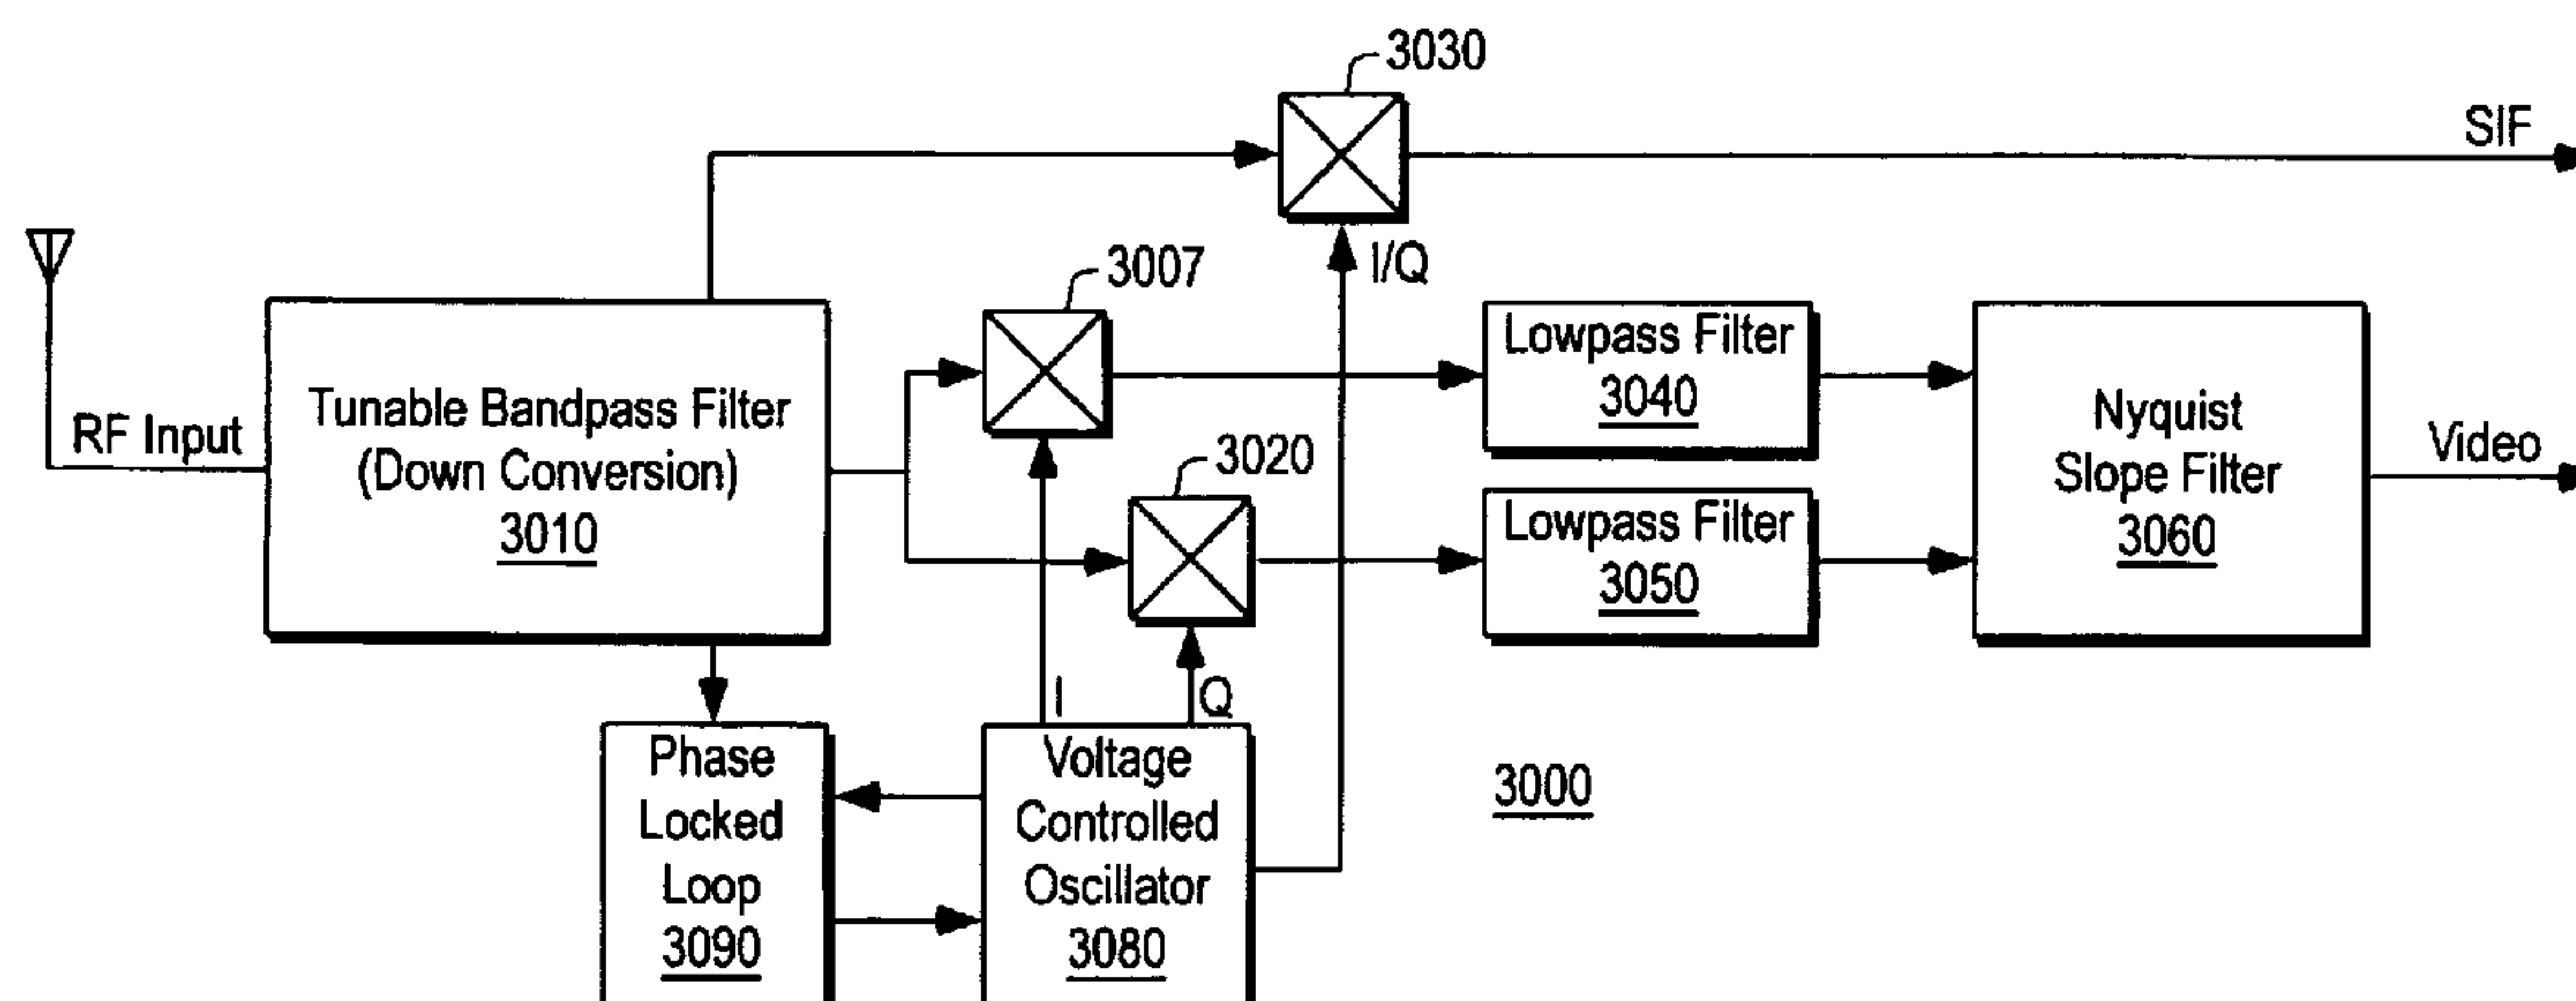 3030
SIF
I/Q
3007
RF Input
Tunable Bandpass Filter
(Down Conversion)
3010
3020
Lowpass Filter
3040
Lowpass Filter
3050
Nyquist
Slope Filter
3060
Video
I
Q
Phase
Locked
Loop
3090
Voltage
Controlled
Oscillator
3080
3000